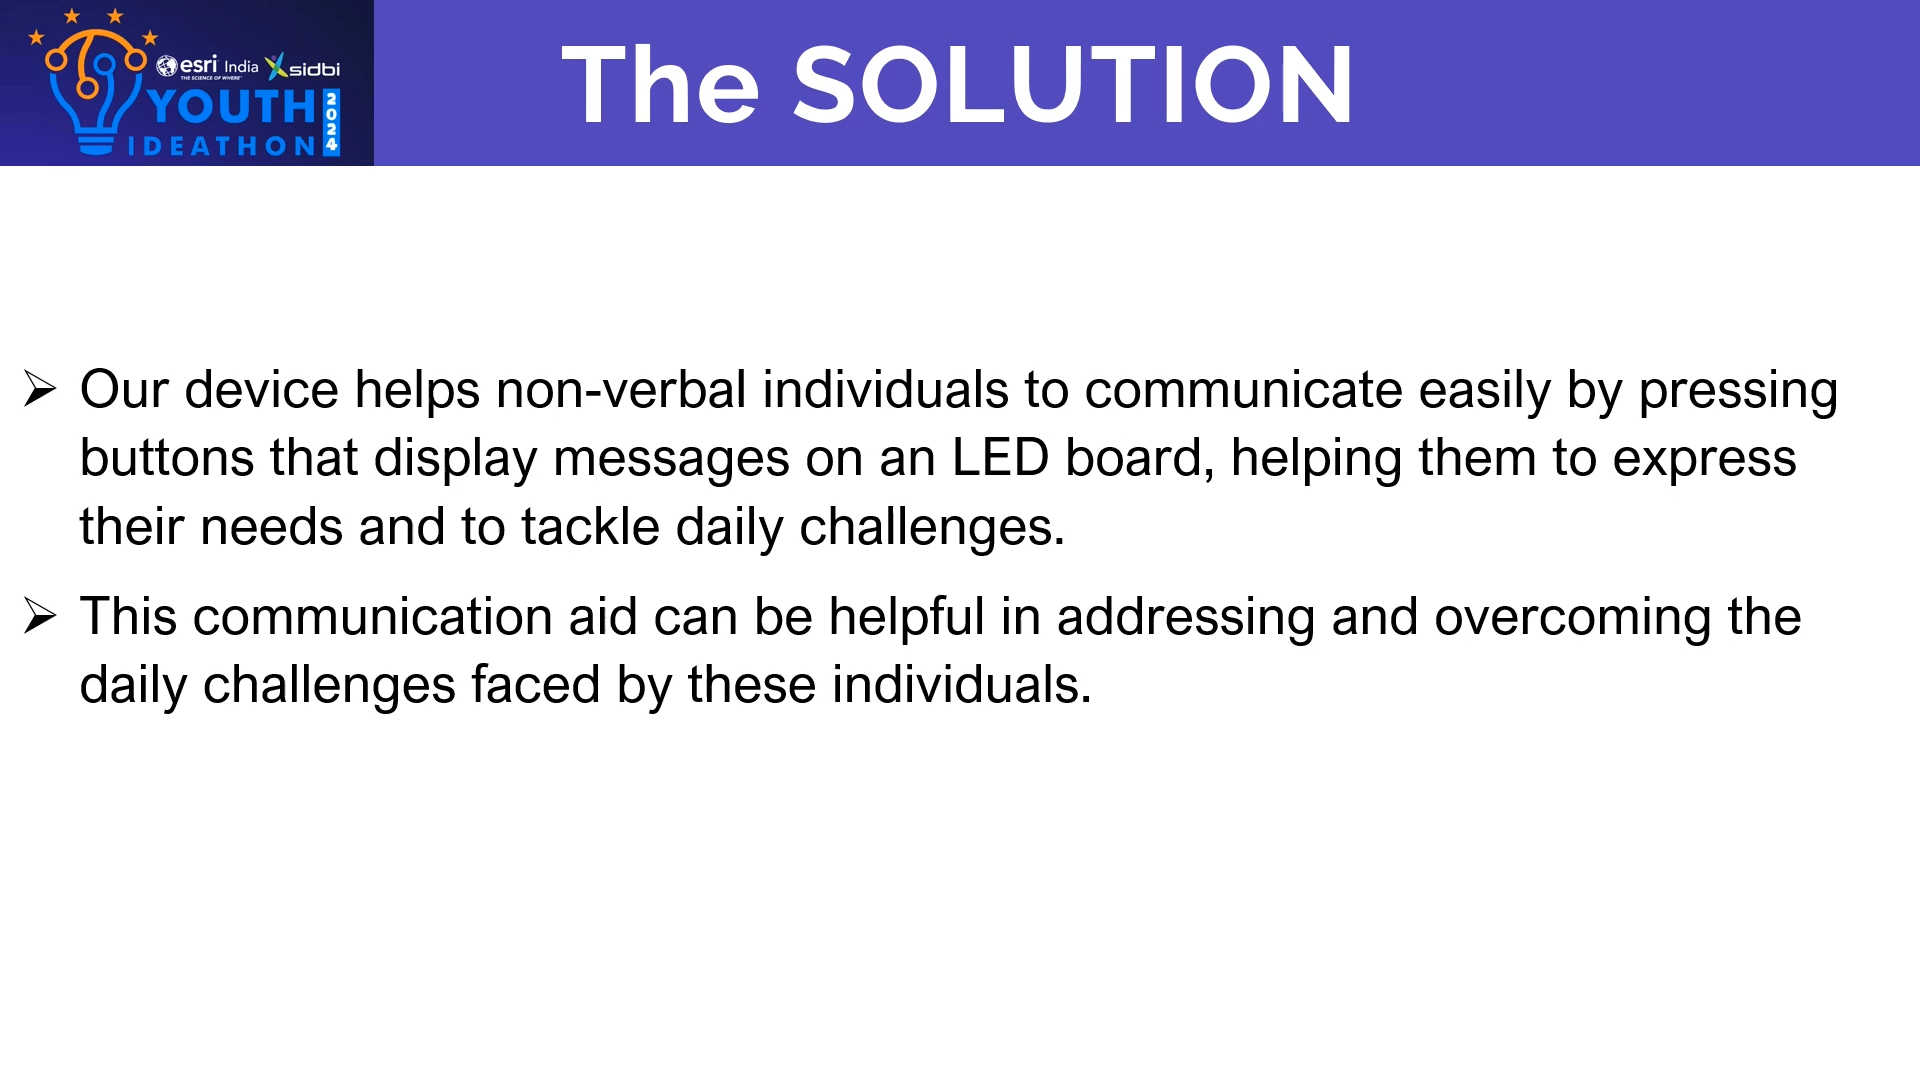 esri India sidbi
THE SCIENCE OF WHERE™
YOUTH
IDEATHON
2024
The SOLUTION
➢ Our device helps non-verbal individuals to communicate easily by pressing
buttons that display messages on an LED board, helping them to express
their needs and to tackle daily challenges.
➢ This communication aid can be helpful in addressing and overcoming the
daily challenges faced by these individuals.